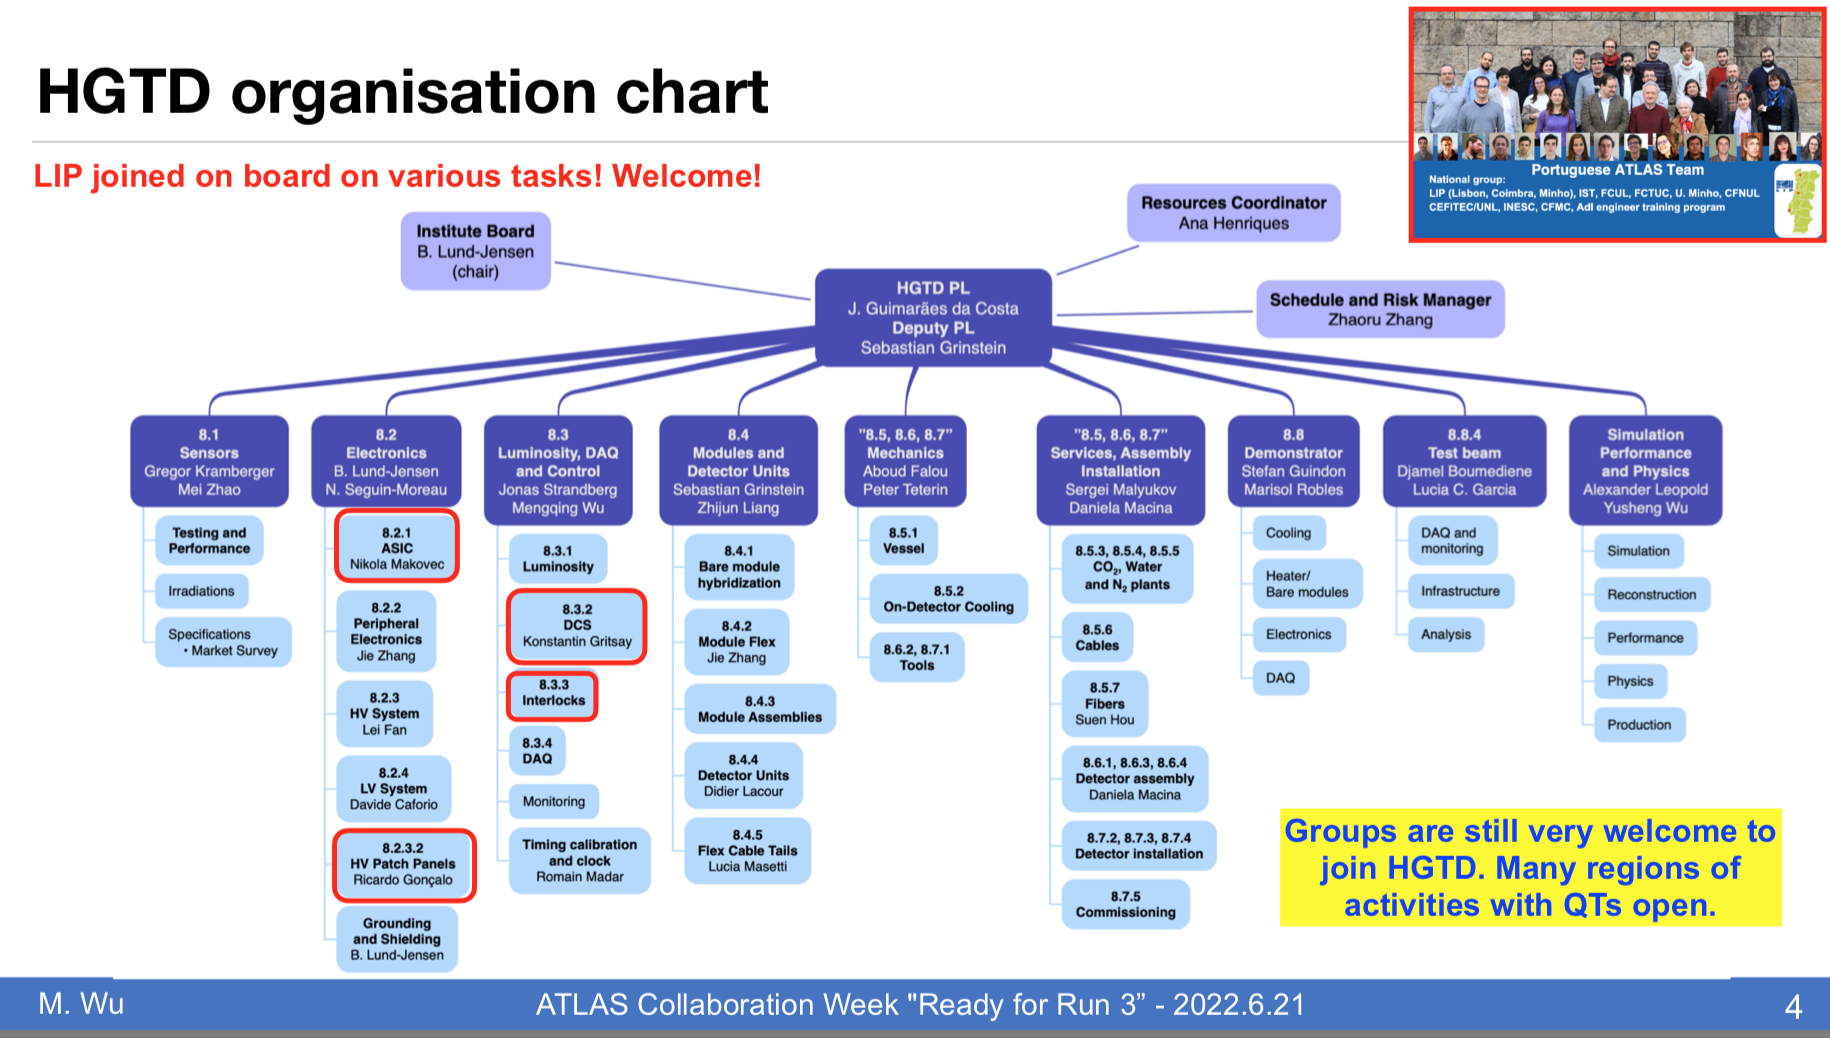 HGTD organisation chart
LIP joined on board on various tasks! Welcome!
Portuguese ATLAS Team
National group:
LIP (Lisbon, Coimbra, Minho), IST, FCUL, FCTUC, U. Minho, CFNUL
CEFITEC/UNL, INESC, CFMC, AdI engineer training program
Institute Board
B. Lund-Jensen
(chair)
Resources Coordinator
Ana Henriques
HGTD PL
J. Guimarães da Costa
Deputy PL
Sebastian Grinstein
Schedule and Risk Manager
Zhaoru Zhang
8.1
Sensors
Gregor Kramberger
Mei Zhao
Testing and
Performance
Irradiations
Specifications
• Market Survey
8.2
Electronics
B. Lund-Jensen
N. Seguin-Moreau
8.2.1
ASIC
Nikola Makovec
8.2.2
Peripheral
Electronics
Jie Zhang
8.2.3
HV System
Lei Fan
8.2.4
LV System
Davide Caforio
8.2.3.2
HV Patch Panels
Ricardo Gonçalo
Grounding
and Shielding
B. Lund-Jensen
8.3
Luminosity, DAQ
and Control
Jonas Strandberg
Mengqing Wu
8.3.1
Luminosity
8.3.2
DCS
Konstantin Gritsay
8.3.3
Interlocks
8.3.4
DAQ
Monitoring
Timing calibration
and clock
Romain Madar
8.4
Modules and
Detector Units
Sebastian Grinstein
Zhijun Liang
8.4.1
Bare module
hybridization
8.4.2
Module Flex
Jie Zhang
8.4.3
Module Assemblies
8.4.4
Detector Units
Didier Lacour
8.4.5
Flex Cable Tails
Lucia Masetti
"8.5, 8.6, 8.7"
Mechanics
Aboud Falou
Peter Teterin
8.5.1
Vessel
8.5.2
On-Detector Cooling
8.6.2, 8.7.1
Tools
"8.5, 8.6, 8.7"
Services, Assembly
Installation
Sergei Malyukov
Daniela Macina
8.5.3, 8.5.4, 8.5.5
CO₂, Water
and N₂ plants
8.5.6
Cables
8.5.7
Fibers
Suen Hou
8.6.1, 8.6.3, 8.6.4
Detector assembly
Daniela Macina
8.7.2, 8.7.3, 8.7.4
Detector installation
8.7.5
Commissioning
8.8
Demonstrator
Stefan Guindon
Marisol Robles
Cooling
Heater/
Bare modules
Electronics
DAQ
8.8.4
Test beam
Djamel Boumediene
Lucia C. Garcia
DAQ and
monitoring
Infrastructure
Analysis
Simulation
Performance
and Physics
Alexander Leopold
Yusheng Wu
Simulation
Reconstruction
Performance
Physics
Production
Groups are still very welcome to
join HGTD. Many regions of
activities with QTs open.
M. Wu
ATLAS Collaboration Week "Ready for Run 3” - 2022.6.21
4